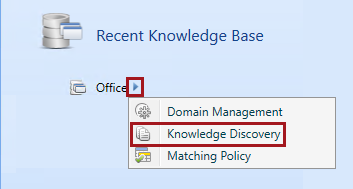 Recent Knowledge Base
Office
Domain Management
Knowledge Discovery
Matching Policy